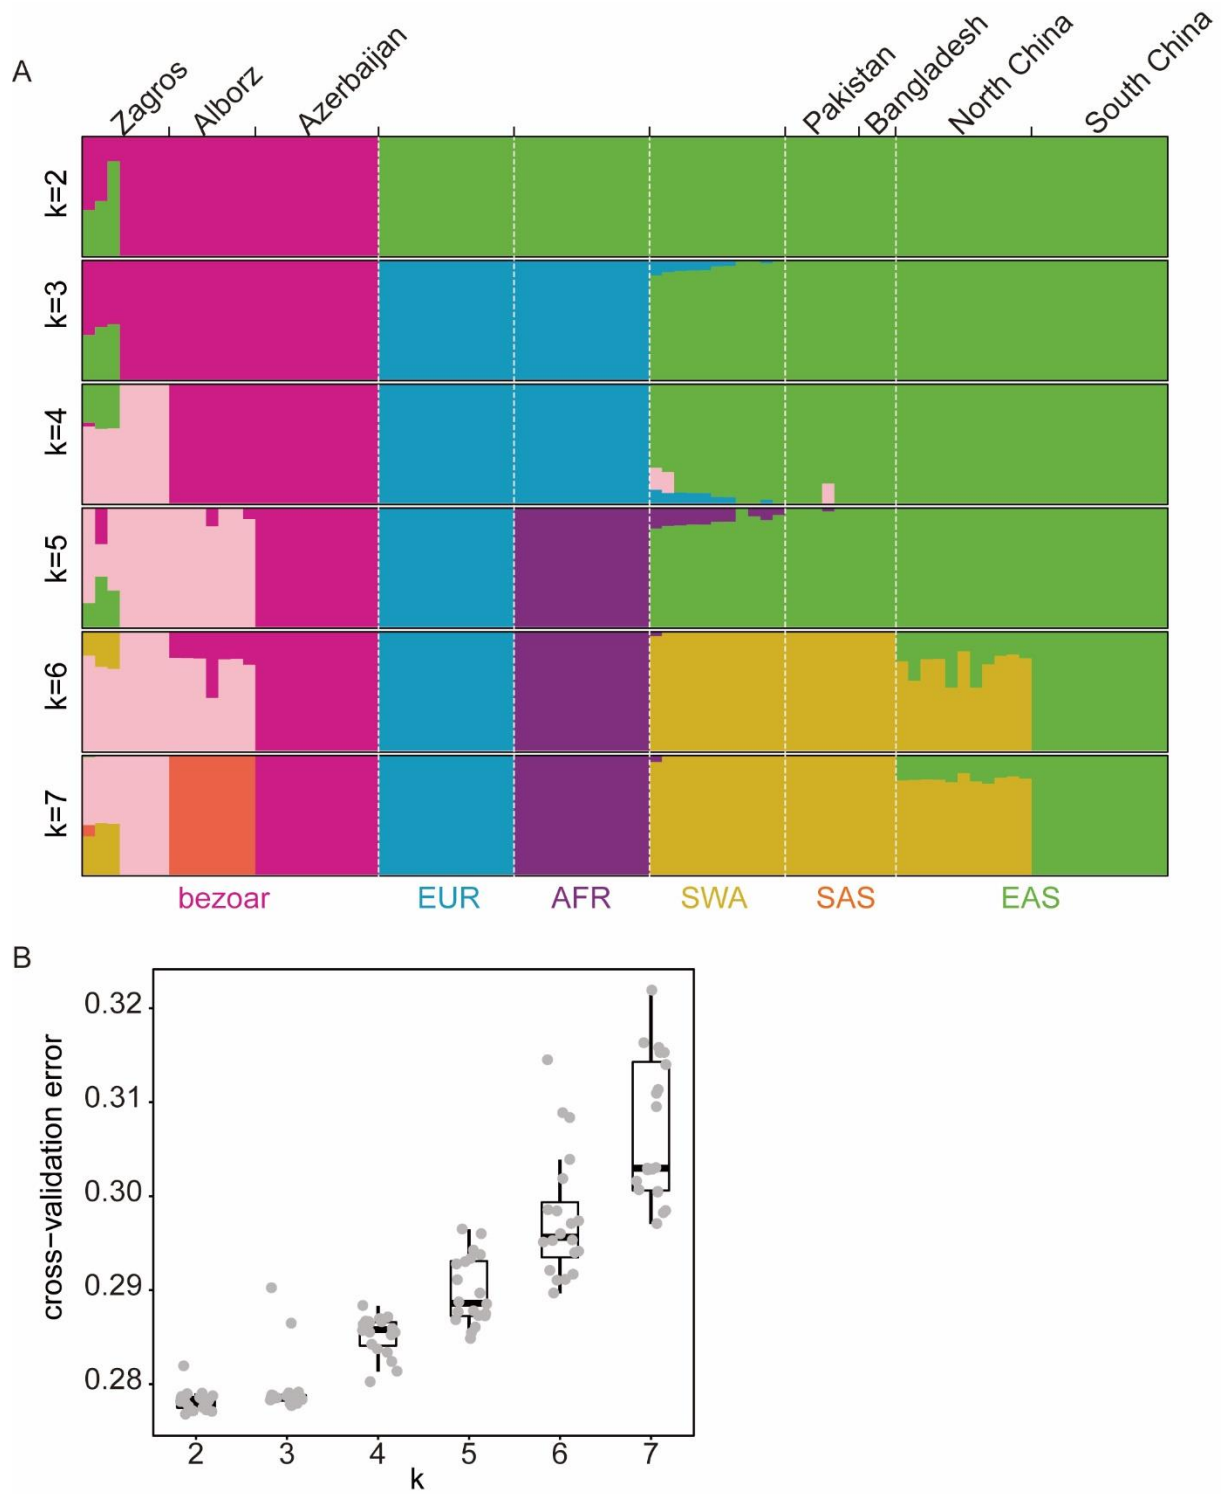 A
Zagros
Alborz
Azerbaijan
Pakistan
Bangladesh
North China
South China
k=2
k=3
k=4
k=5
k=6
k=7
bezoar EUR AFR SWA SAS EAS
B
cross-validation error
0.32
0.31
0.30
0.29
0.28
2 3 4 5 6 7
k